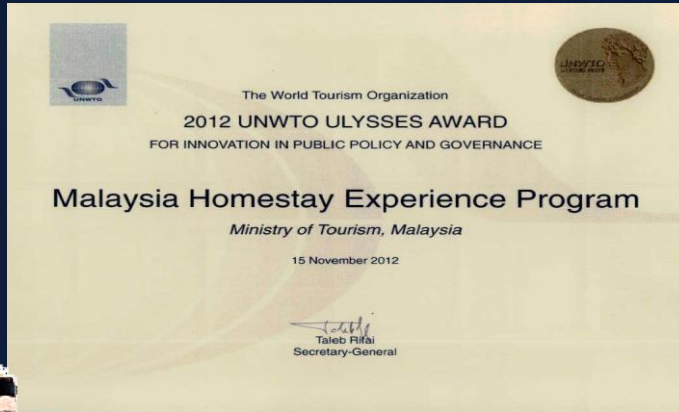 UNWTO
UNWTO
The World Tourism Organization
2012 UNWTO ULYSSES AWARD
FOR INNOVATION IN PUBLIC POLICY AND GOVERNANCE
Malaysia Homestay Experience Program
Ministry of Tourism, Malaysia
15 November 2012
Taleb Rifai
Secretary-General